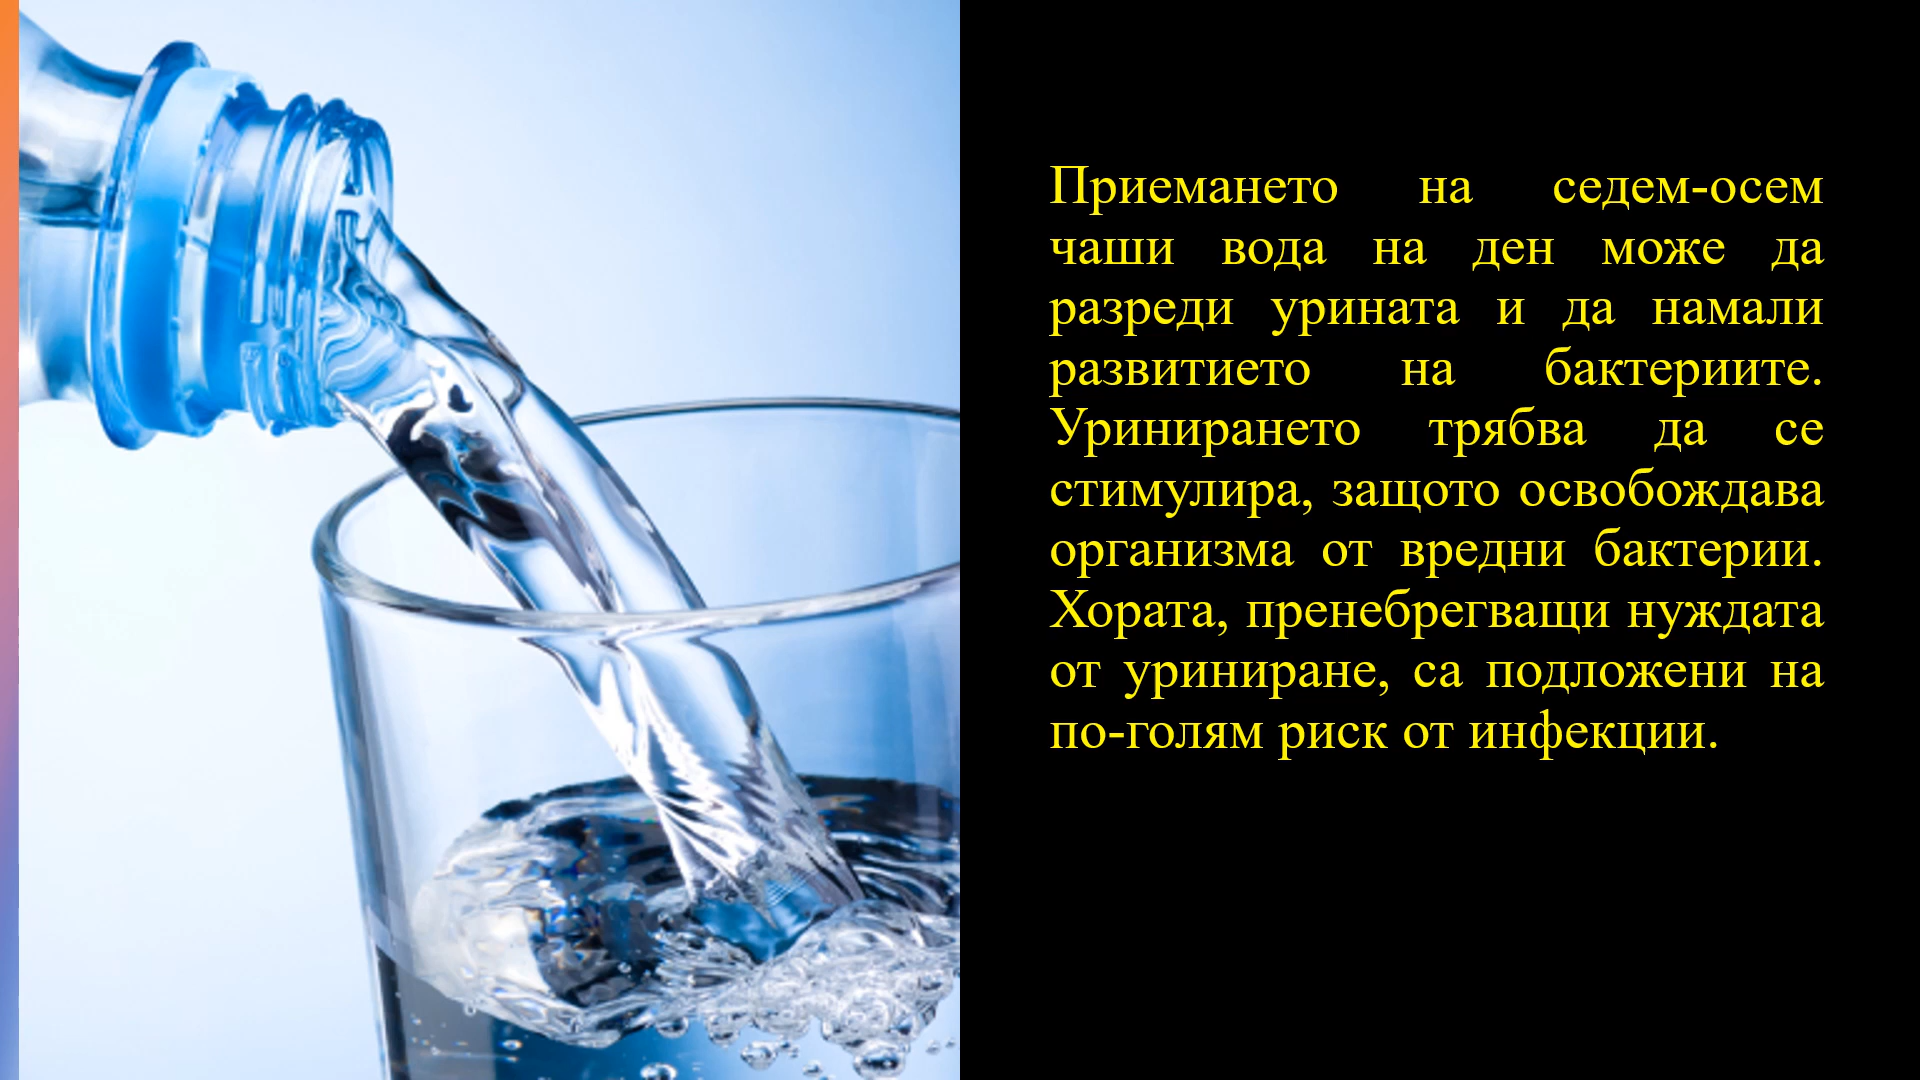 Приемането на седем-осем
чаши вода на ден може да
разреди урината и да намали
развитието на бактериите.
Уринирането трябва да се
стимулира, защото освобождава
организма от вредни бактерии.
Хората, пренебрегващи нуждата
от уриниране, са подложени на
по-голям риск от инфекции.